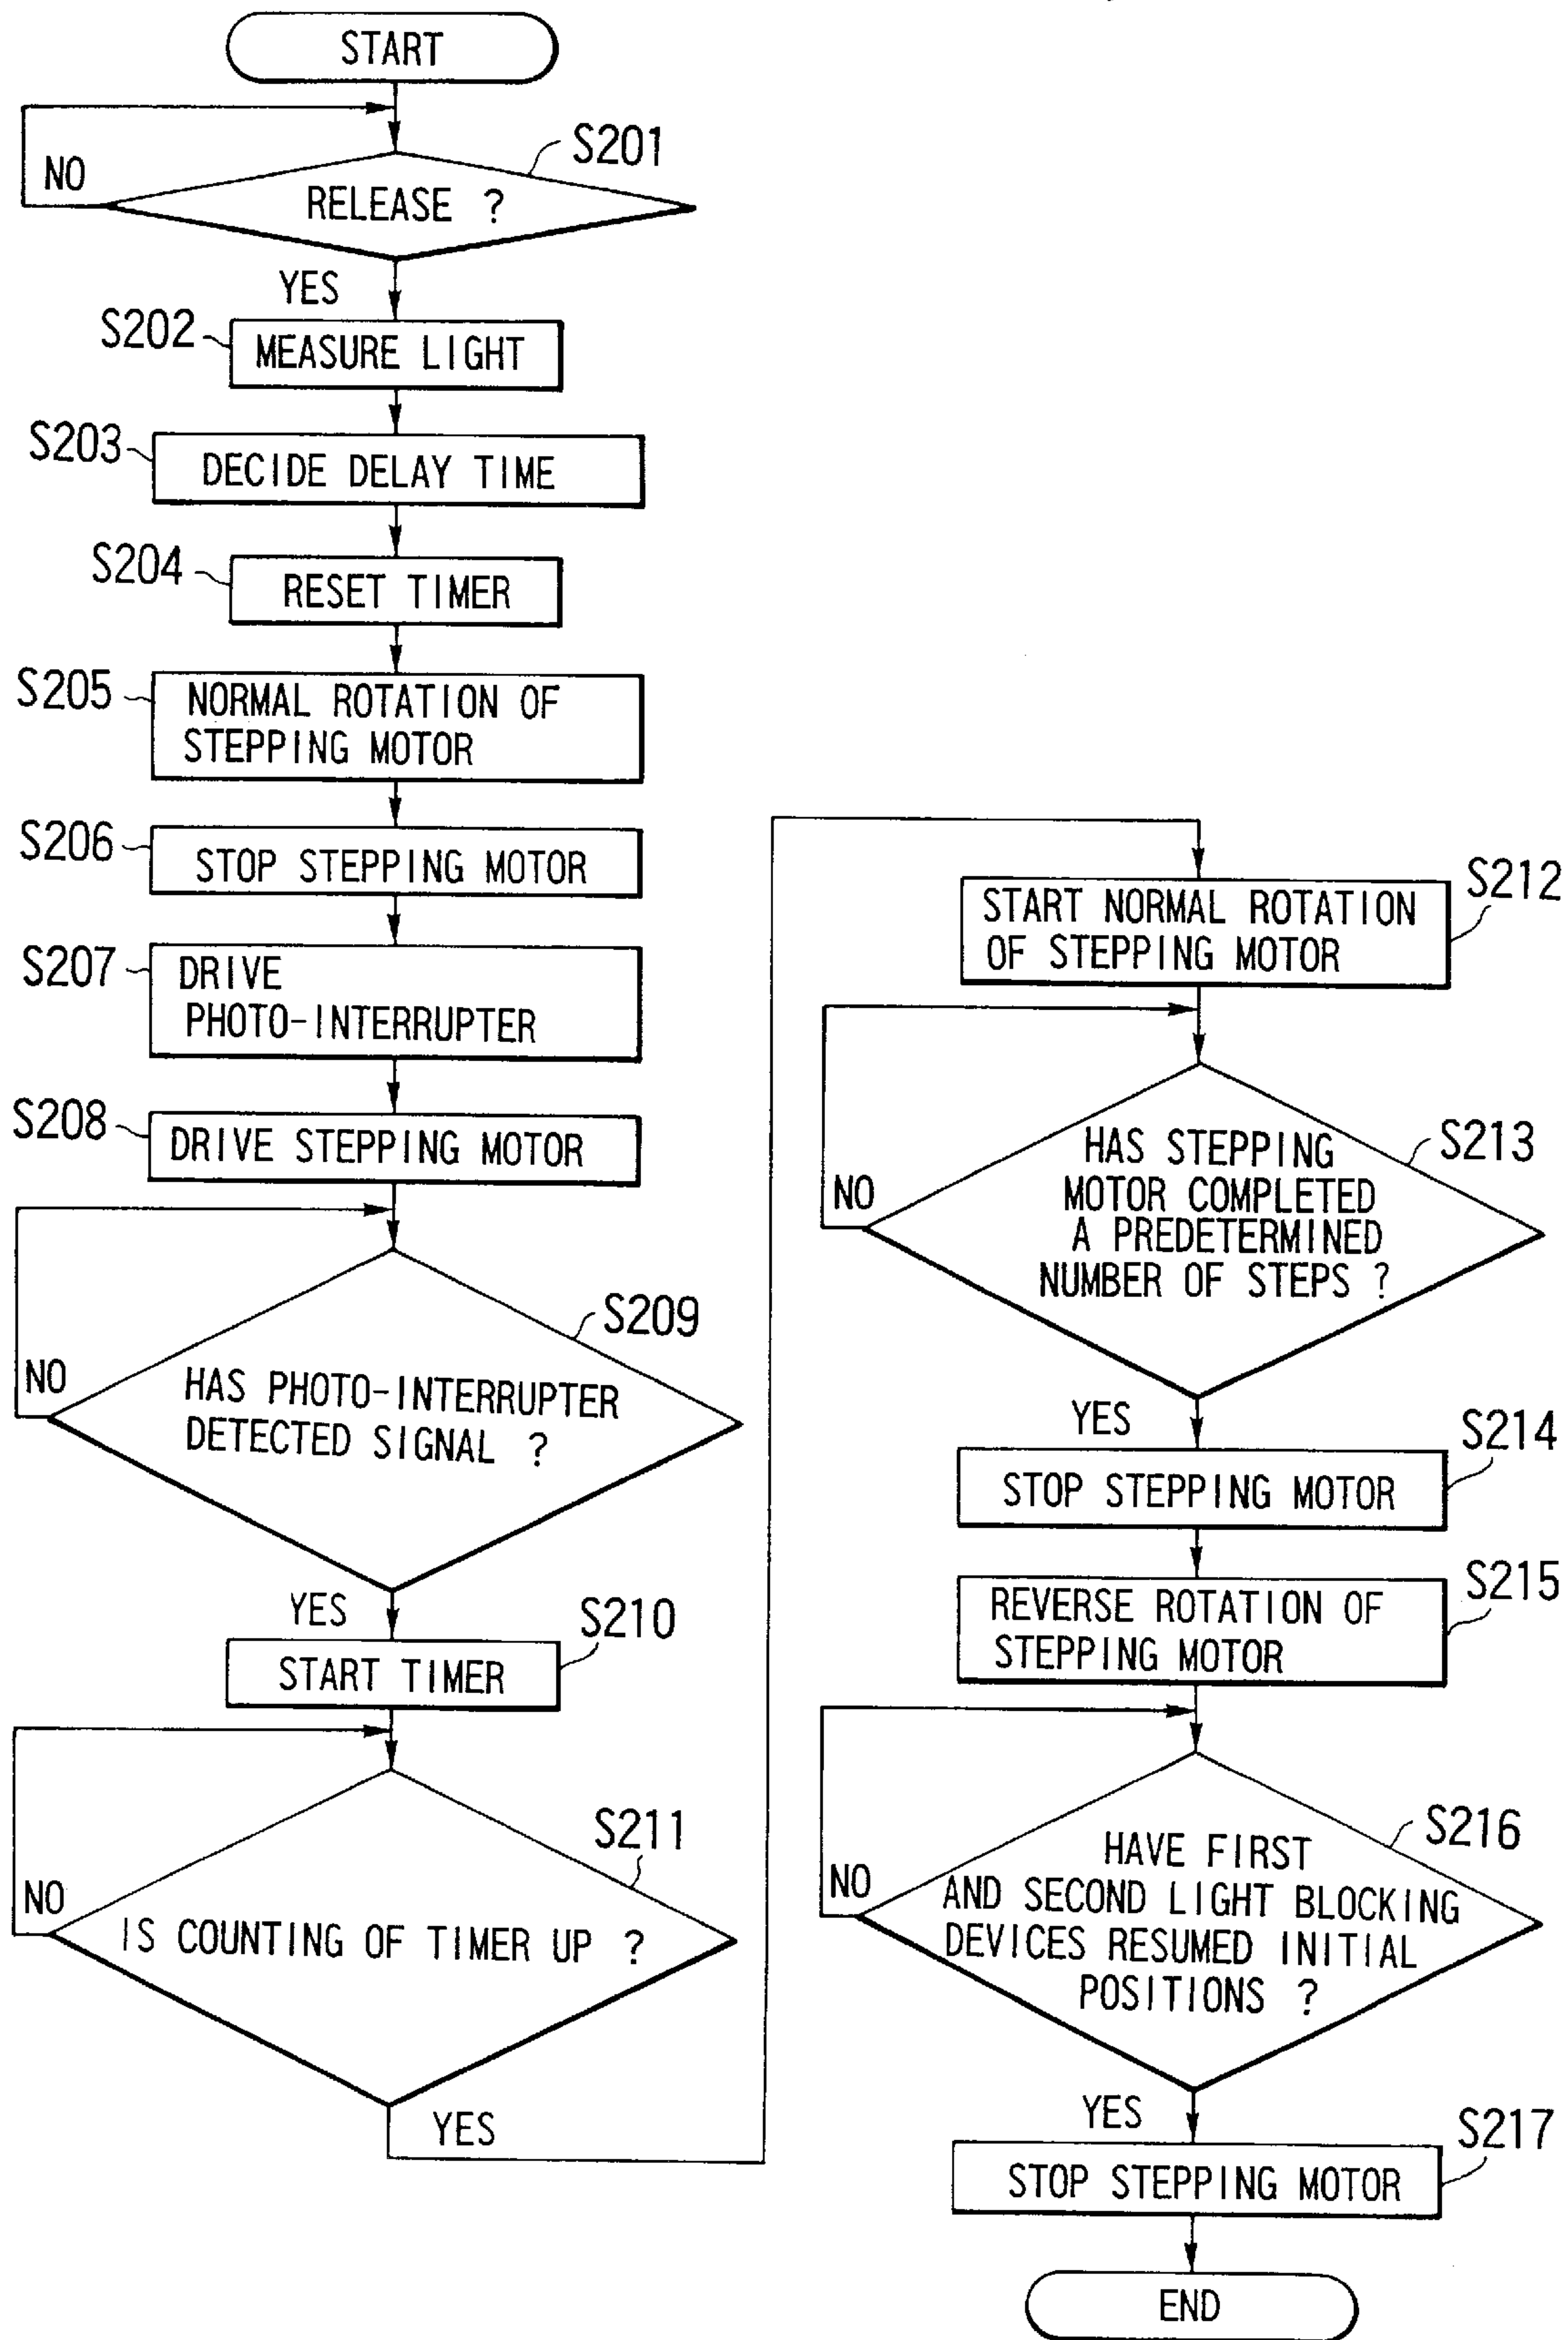 START
S201
NO
RELEASE ?
YES
S202
MEASURE LIGHT
S203
DECIDE DELAY TIME
S204
RESET TIMER
S205
NORMAL ROTATION OF
STEPPING MOTOR
S206
STOP STEPPING MOTOR
S207
DRIVE
PHOTO-INTERRUPTER
S208
DRIVE STEPPING MOTOR
S209
NO
HAS PHOTO-INTERRUPTER
DETECTED SIGNAL ?
YES
S210
START TIMER
S211
NO
IS COUNTING OF TIMER UP ?
YES
S212
START NORMAL ROTATION
OF STEPPING MOTOR
S213
NO
HAS STEPPING
MOTOR COMPLETED
A PREDETERMINED
NUMBER OF STEPS ?
YES
S214
STOP STEPPING MOTOR
S215
REVERSE ROTATION OF
STEPPING MOTOR
S216
NO
HAVE FIRST
AND SECOND LIGHT BLOCKING
DEVICES RESUMED INITIAL
POSITIONS ?
YES
S217
STOP STEPPING MOTOR
END